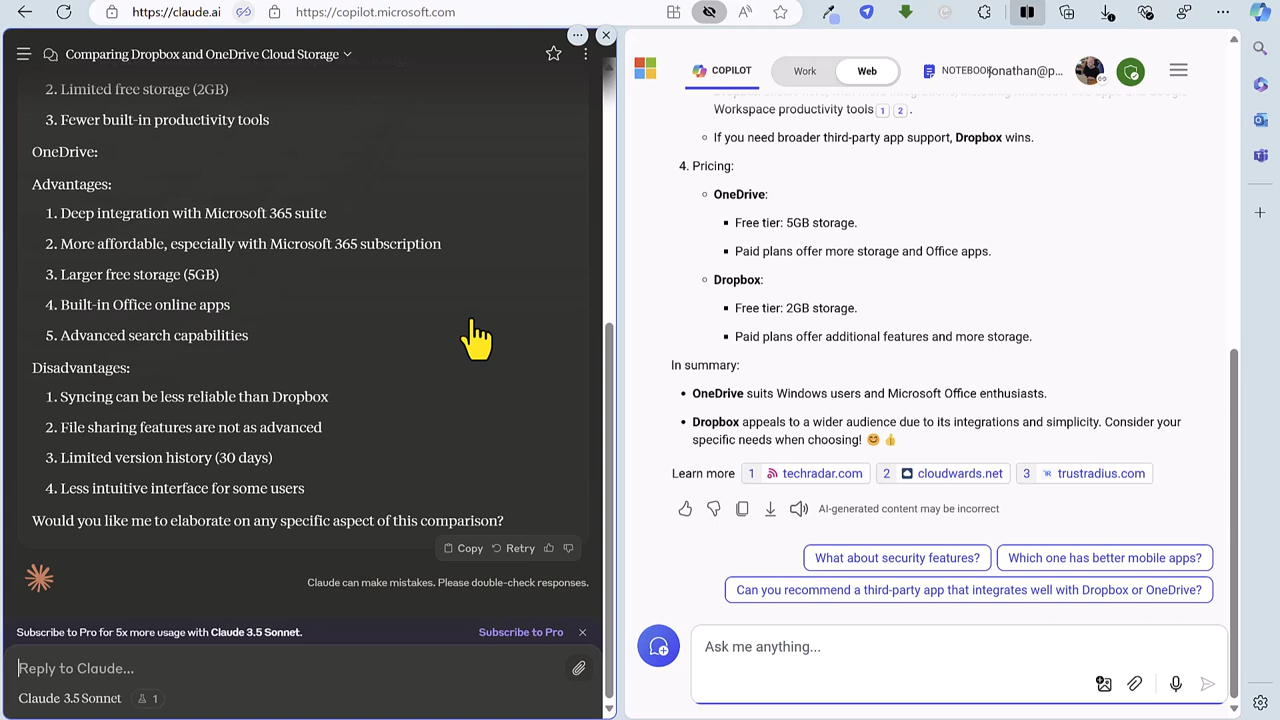 https://claude.ai
https://copilot.microsoft.com
Comparing Dropbox and OneDrive Cloud Storage
2. Limited free storage (2GB)
3. Fewer built-in productivity tools
OneDrive:
Advantages:
1. Deep integration with Microsoft 365 suite
2. More affordable, especially with Microsoft 365 subscription
3. Larger free storage (5GB)
4. Built-in Office online apps
5. Advanced search capabilities
Disadvantages:
1. Syncing can be less reliable than Dropbox
2. File sharing features are not as advanced
3. Limited version history (30 days)
4. Less intuitive interface for some users
Would you like me to elaborate on any specific aspect of this comparison?
Copy Retry
Claude can make mistakes. Please double-check responses.
Subscribe to Pro for 5x more usage with Claude 3.5 Sonnet. Subscribe to Pro
Reply to Claude...
Claude 3.5 Sonnet 1
COPILOT Work Web NOTEBOOK jonathan@p...
Workspace productivity tools 1 2 .
If you need broader third-party app support, Dropbox wins.
4. Pricing:
OneDrive:
Free tier: 5GB storage.
Paid plans offer more storage and Office apps.
Dropbox:
Free tier: 2GB storage.
Paid plans offer additional features and more storage.
In summary:
OneDrive suits Windows users and Microsoft Office enthusiasts.
Dropbox appeals to a wider audience due to its integrations and simplicity. Consider your
specific needs when choosing! 😊 👍
Learn more 1 techradar.com 2 cloudwards.net 3 trustradius.com
AI-generated content may be incorrect
What about security features? Which one has better mobile apps?
Can you recommend a third-party app that integrates well with Dropbox or OneDrive?
Ask me anything...